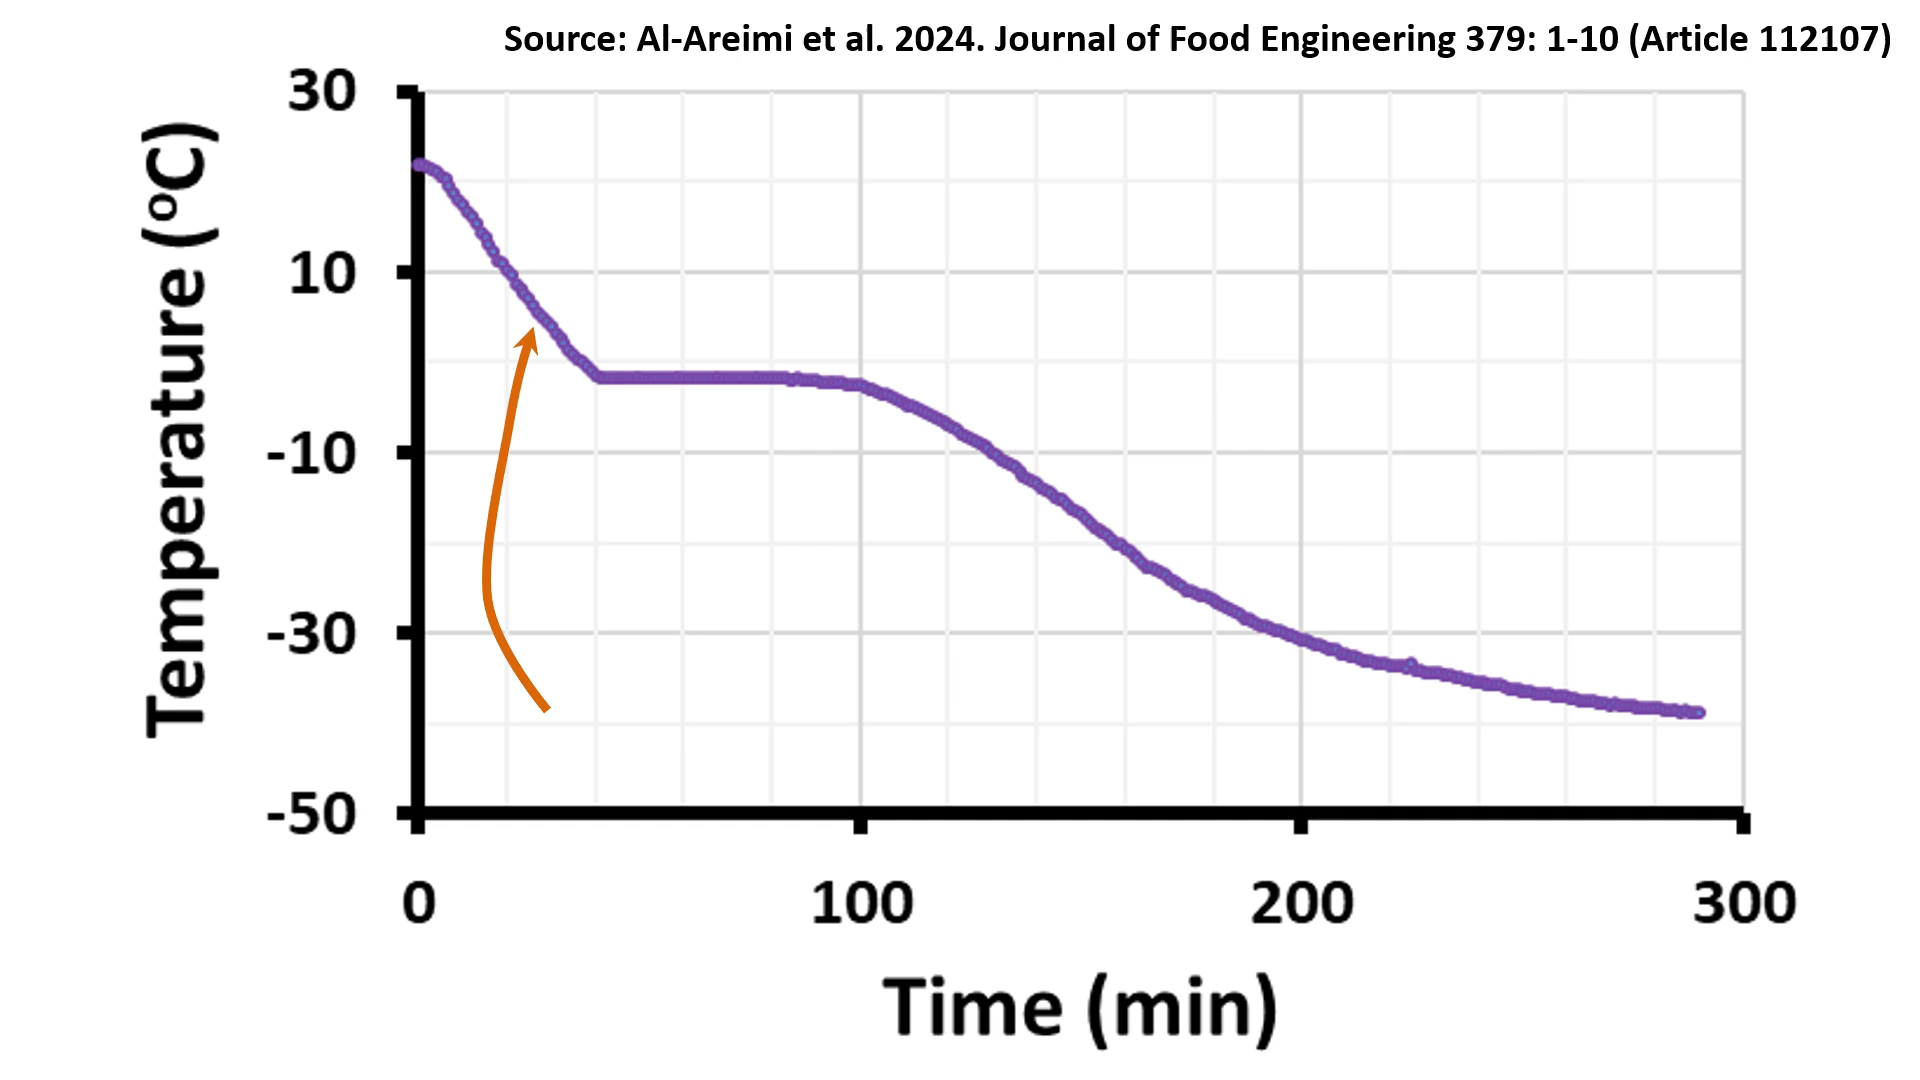 Source: Al-Areimi et al. 2024. Journal of Food Engineering 379: 1-10 (Article 112107)
Temperature (°C)
30
10
-10
-30
-50
0 100 200 300
Time (min)